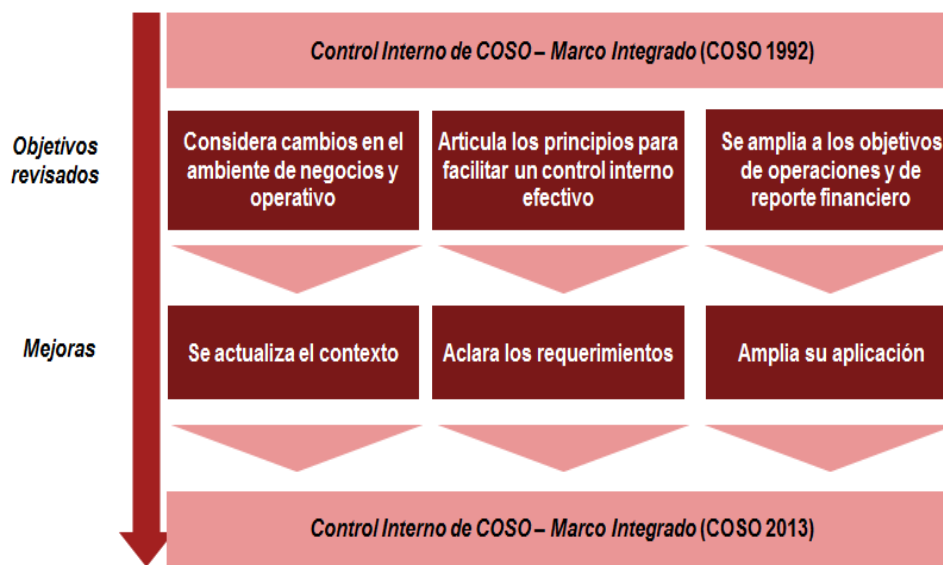 Control Interno de COSO – Marco Integrado (COSO 1992)
Objetivos
revisados
Considera cambios en el
ambiente de negocios y
operativo
Articula los principios para
facilitar un control interno
efectivo
Se amplia a los objetivos
de operaciones y de
reporte financiero
Mejoras
Se actualiza el contexto
Aclara los requerimientos
Amplia su aplicación
Control Interno de COSO – Marco Integrado (COSO 2013)